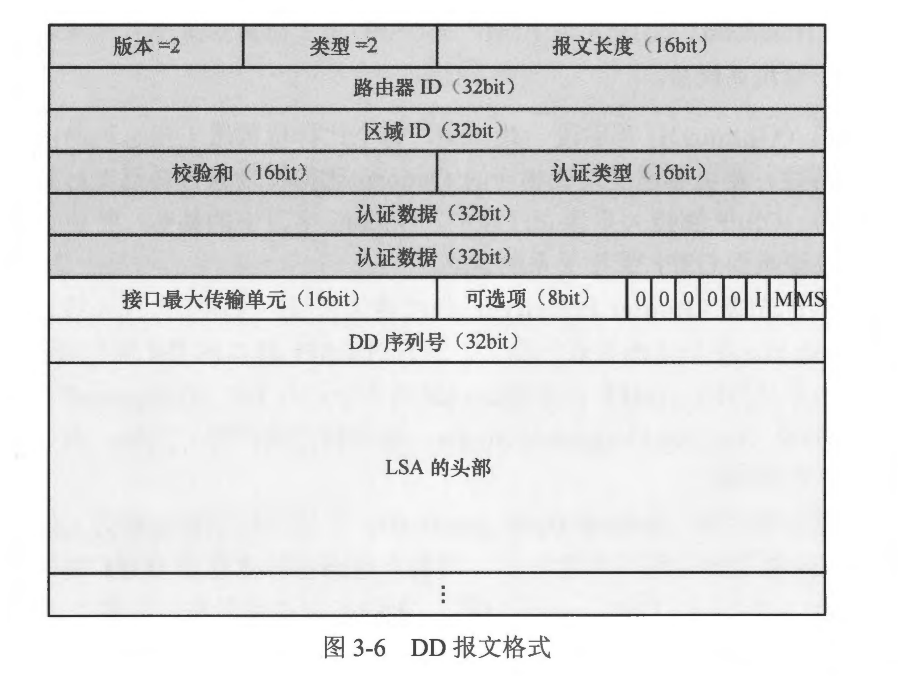 版本=2 类型=2 报文长度（16bit）
路由器 ID（32bit）
区域 ID（32bit）
校验和（16bit） 认证类型（16bit）
认证数据（32bit）
认证数据（32bit）
接口最大传输单元（16bit） 可选项（8bit） 0 0 0 0 0 I M MS
DD 序列号（32bit）
LSA 的头部
⋮
图 3-6 DD 报文格式